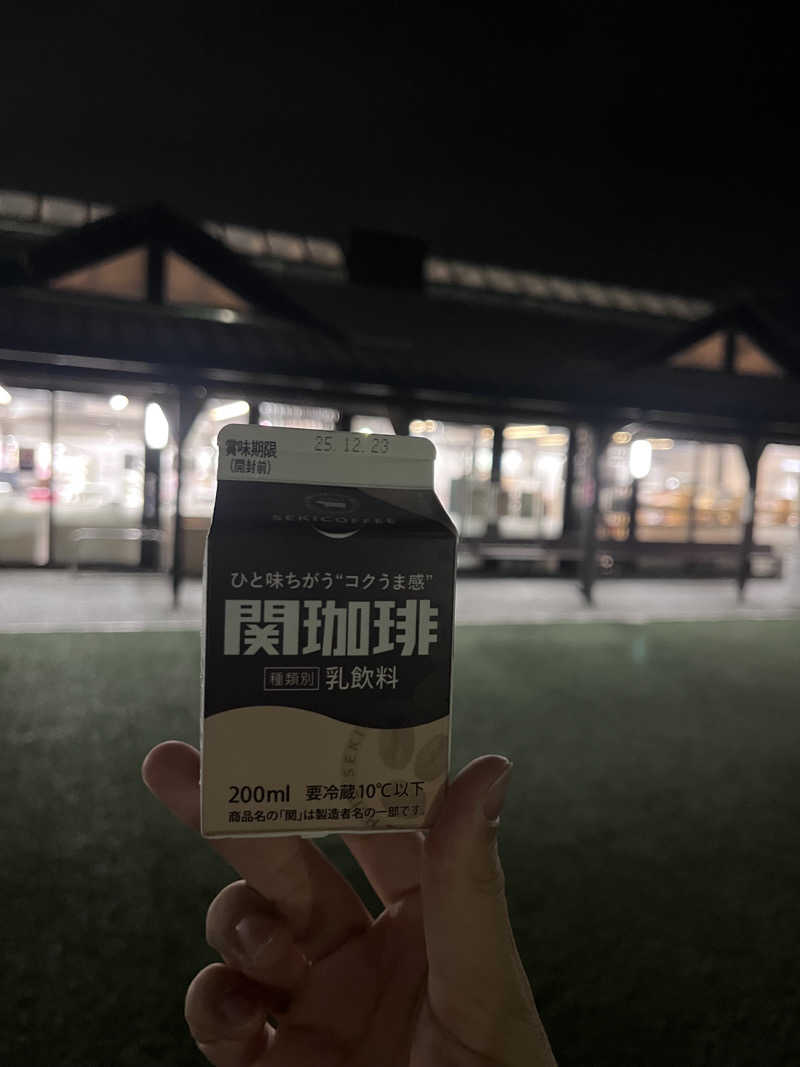 賞味期限 25.12.23
(開封前)
SEKICOFFEE
ひと味ちがう“コクうま感”
関珈琲
種類別 乳飲料
SEKI
200ml 要冷蔵10℃以下
商品名の「関」は製造者名の一部です。